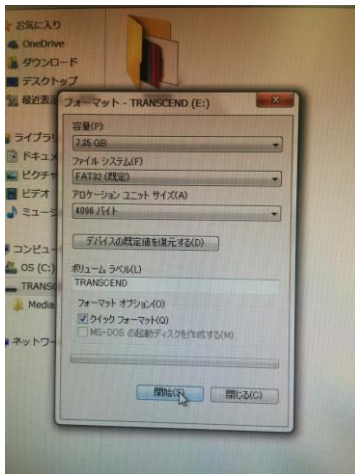 お気に入り
OneDrive
ダウンロード
デスクトップ
最近表
ライブラ
ドキュメ
ピクチャ
ビデオ
ミュージ
コンピュー
OS (C:)
TRANSC
Media
ネットワー
フォーマット - TRANSCEND (E:)
容量(P):
7.35 GB
ファイル システム(F)
FAT32 (既定)
アロケーション ユニット サイズ(A)
4096 バイト
デバイスの既定値を復元する(D)
ボリューム ラベル(L)
TRANSCEND
フォーマット オプション(O)
クイック フォーマット(Q)
MS-DOS の起動ディスクを作成する(M)
開始(S)
閉じる(C)